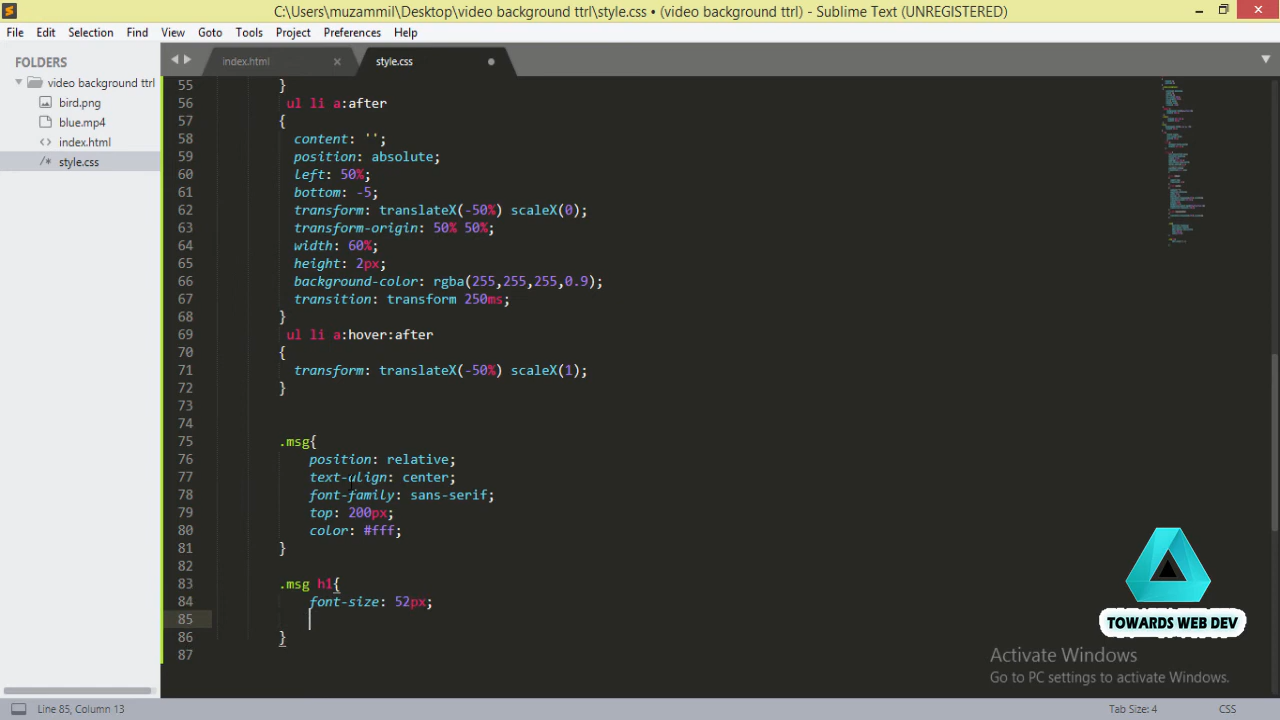 C:\Users\muzammil\Desktop\video background ttrl\style.css • (video background ttrl) - Sublime Text (UNREGISTERED)
File Edit Selection Find View Goto Tools Project Preferences Help
FOLDERS
video background ttrl
bird.png
blue.mp4
<> index.html
/* style.css
index.html ×
style.css
55 }
56 ul li a:after
57 {
58 content: '';
59 position: absolute;
60 left: 50%;
61 bottom: -5;
62 transform: translateX(-50%) scaleX(0);
63 transform-origin: 50% 50%;
64 width: 60%;
65 height: 2px;
66 background-color: rgba(255,255,255,0.9);
67 transition: transform 250ms;
68 }
69 ul li a:hover:after
70 {
71 transform: translateX(-50%) scaleX(1);
72 }
73
74
75 .msg{
76 position: relative;
77 text-align: center;
78 font-family: sans-serif;
79 top: 200px;
80 color: #fff;
81 }
82
83 .msg h1{
84 font-size: 52px;
85
86 }
87
TOWARDS WEB DEV
Activate Windows
Go to PC settings to activate Windows.
Line 85, Column 13
Tab Size: 4
CSS